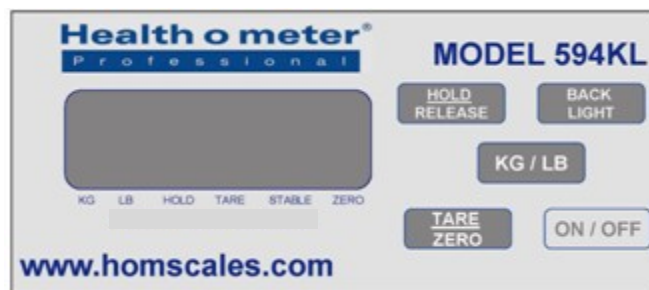 Health o meter®
Professional
MODEL 594KL
HOLD
RELEASE
BACK
LIGHT
KG / LB
KG LB HOLD TARE STABLE ZERO
TARE
ZERO
ON / OFF
www.homscales.com